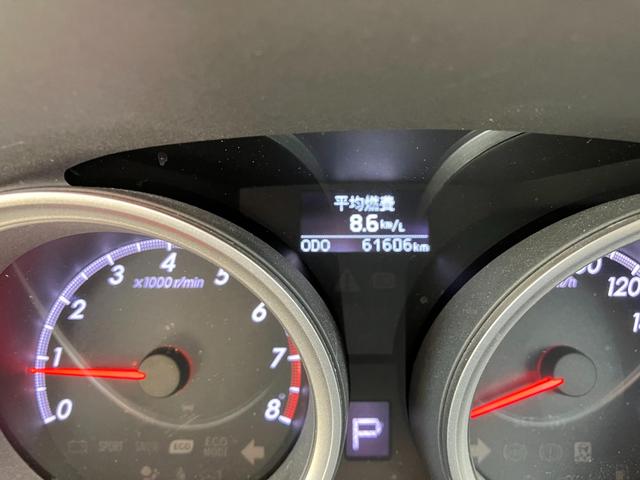 平均燃費
8.6km/L
ODO 61606km
0 1 2 3 4 5 6 7 8
x1000r/min
120
P
SPORT SNOW ECO ECO MODE